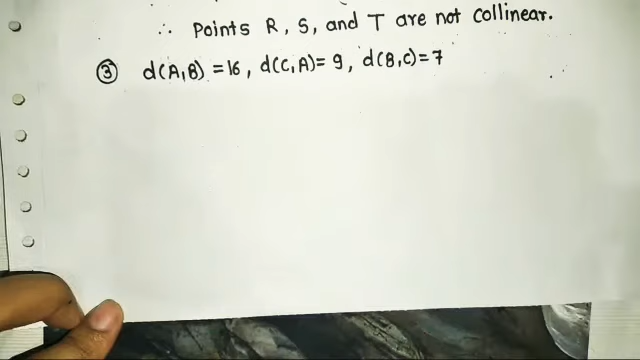 ∴ Points R, S, and T are not collinear.
③ d(A,B) = 16, d(C,A) = 9, d(B,C) = 7